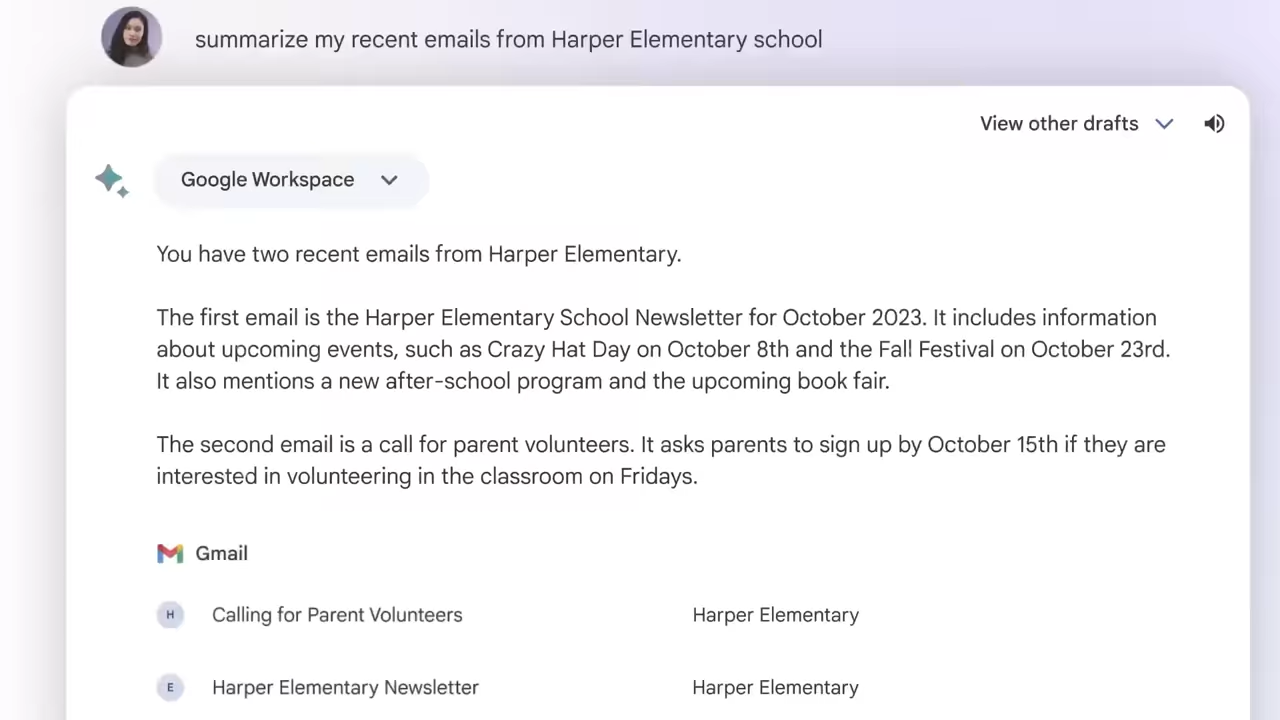 summarize my recent emails from Harper Elementary school
View other drafts
Google Workspace
You have two recent emails from Harper Elementary.
The first email is the Harper Elementary School Newsletter for October 2023. It includes information
about upcoming events, such as Crazy Hat Day on October 8th and the Fall Festival on October 23rd.
It also mentions a new after-school program and the upcoming book fair.
The second email is a call for parent volunteers. It asks parents to sign up by October 15th if they are
interested in volunteering in the classroom on Fridays.
Gmail
H Calling for Parent Volunteers Harper Elementary
E Harper Elementary Newsletter Harper Elementary